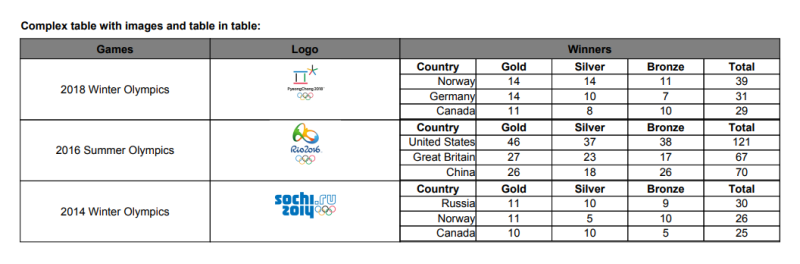 Complex table with images and table in table:
Games Logo Winners
2018 Winter Olympics
PyeongChang 2018
Country Gold Silver Bronze Total
Norway 14 14 11 39
Germany 14 10 7 31
Canada 11 8 10 29
2016 Summer Olympics
Rio2016
Country Gold Silver Bronze Total
United States 46 37 38 121
Great Britain 27 23 17 67
China 26 18 26 70
2014 Winter Olympics
sochi.ru
2014
Country Gold Silver Bronze Total
Russia 11 10 9 30
Norway 11 5 10 26
Canada 10 10 5 25